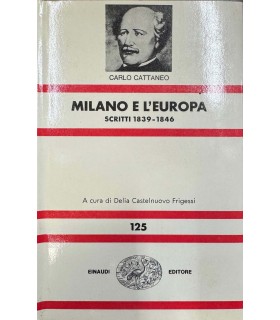 CARLO CATTANEO
MILANO E L'EUROPA
SCRITTI 1839-1846
A cura di Delia Castelnuovo Frigessi
125
EINAUDI EDITORE